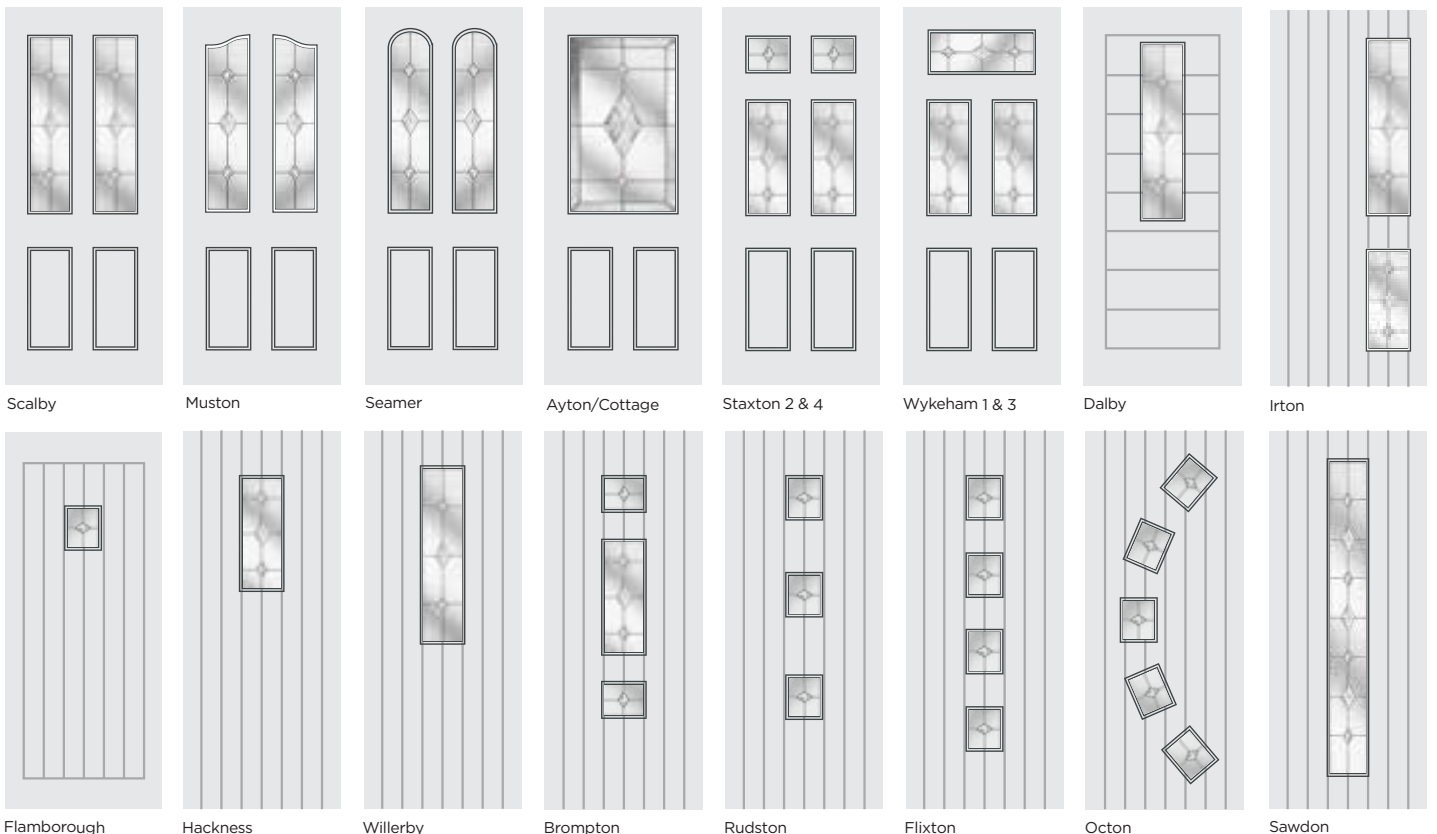 Scalby
Muston
Seamer
Ayton/Cottage
Staxton 2 & 4
Wykeham 1 & 3
Dalby
Irton
Flamborough
Hackness
Willerby
Brompton
Rudston
Flixton
Octon
Sawdon